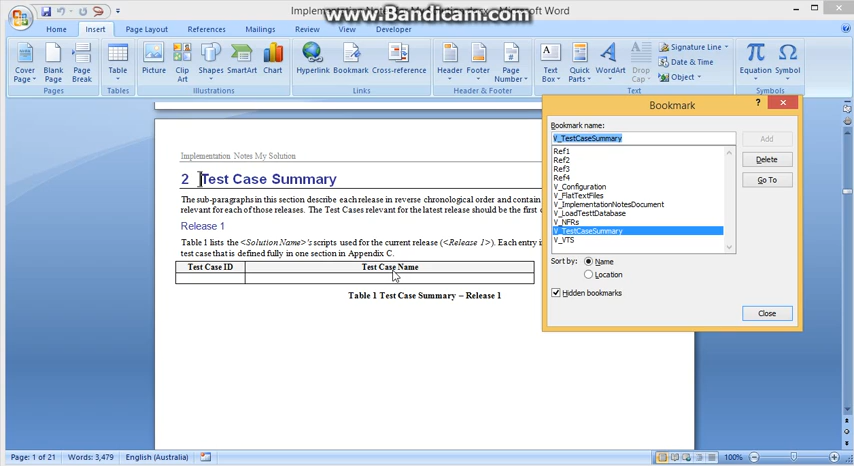 Implementation Notes My Solution
Microsoft Word
www.Bandicam.com
Home Insert Page Layout References Mailings Review View Developer
Cover Page
Blank Page
Page Break
Table
Picture
Clip Art
Shapes
SmartArt
Chart
Hyperlink
Bookmark
Cross-reference
Header
Footer
Page Number
Text Box
Quick Parts
WordArt
Drop Cap
Signature Line
Date & Time
Object
Equation
Symbol
Pages Tables Illustrations Links Header & Footer Text Symbols
Implementation Notes My Solution
2 Test Case Summary
The sub-paragraphs in this section describe each release in reverse chronological order and contain
relevant for each of those releases. The Test Cases relevant for the latest release should be the first
Release 1
Table 1 lists the <Solution Name>'s scripts used for the current release (<Release 1>). Each entry
test case that is defined fully in one section in Appendix C.
Test Case ID Test Case Name
Table 1 Test Case Summary – Release 1
Bookmark
?
Bookmark name:
V_TestCaseSummary
Add
Ref1
Ref2
Ref3
Ref4
V_Configuration
V_FlatTextFiles
V_ImplementationNotesDocument
V_LoadTesttDatabase
V_NFRs
V_TestCaseSummary
V_VTS
Delete
Go To
Sort by: Name
Location
Hidden bookmarks
Close
Page: 1 of 21 Words: 3,479 English (Australia) 100%